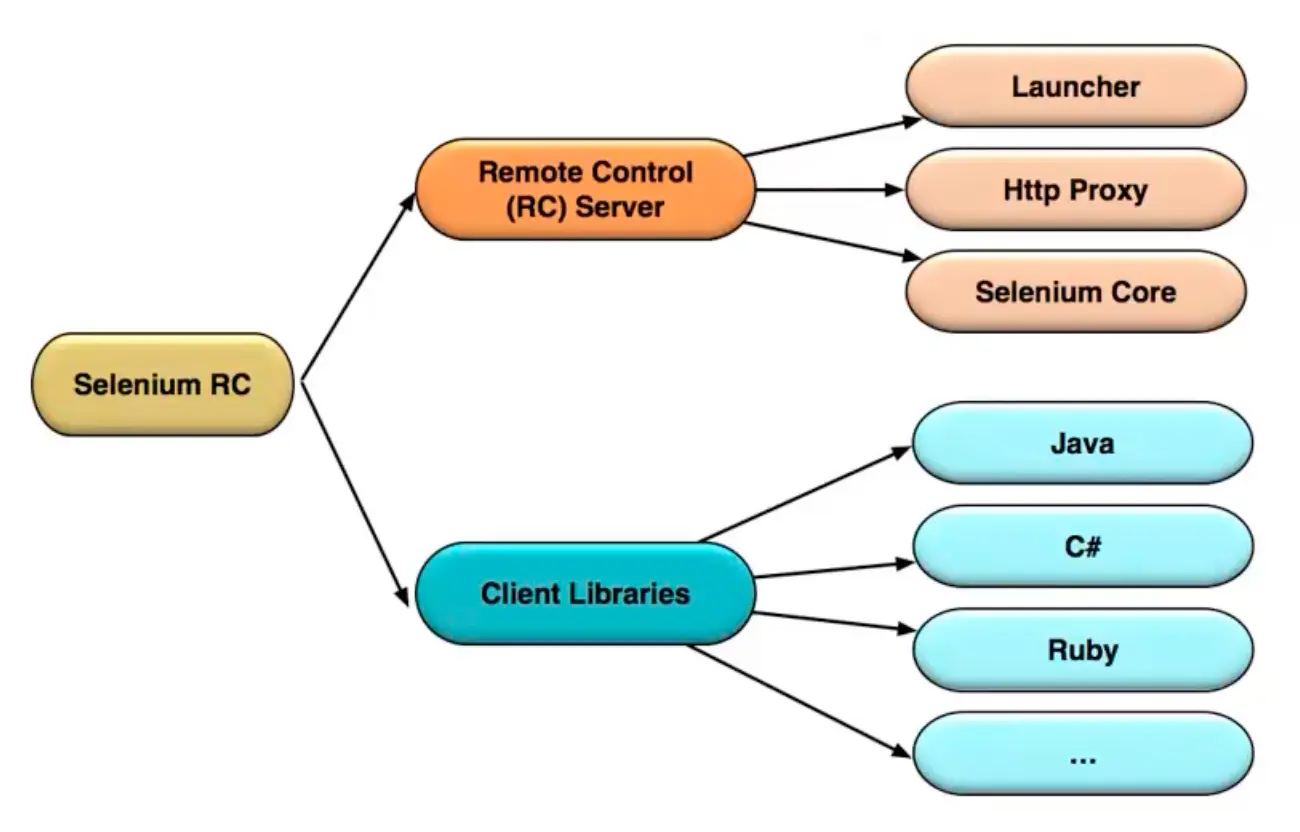 Launcher
Remote Control
(RC) Server
Http Proxy
Selenium Core
Selenium RC
Java
C#
Client Libraries
Ruby
...